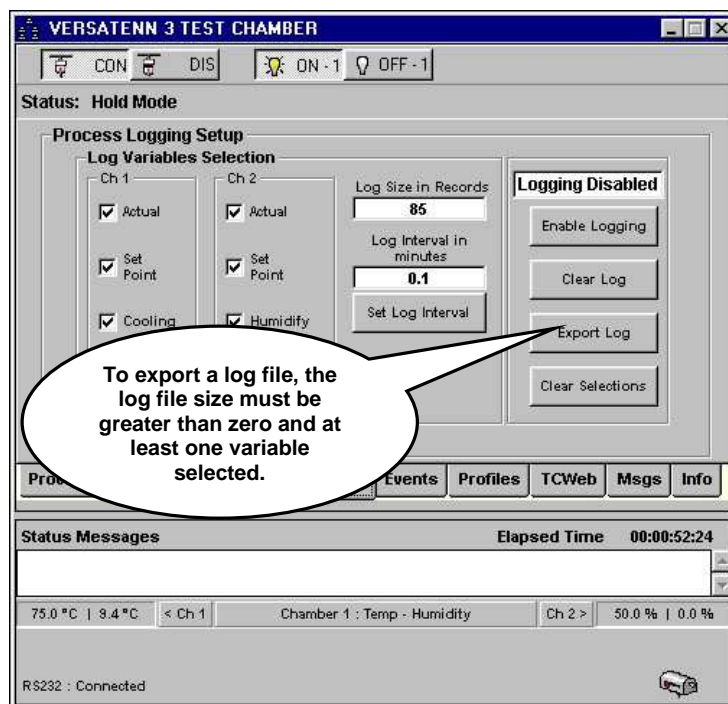 VERSATENN 3 TEST CHAMBER
CON DIS ON - 1 OFF - 1
Status: Hold Mode
Process Logging Setup
Log Variables Selection
Ch 1
Actual
Set
Point
Cooling
Ch 2
Actual
Set
Point
Humidify
Log Size in Records
85
Log Interval in
minutes
0.1
Set Log Interval
Logging Disabled
Enable Logging
Clear Log
Export Log
Clear Selections
To export a log file, the
log file size must be
greater than zero and at
least one variable
selected.
Events Profiles TCWeb Msgs Info
Status Messages Elapsed Time 00:00:52:24
75.0 °C | 9.4 °C < Ch 1 Chamber 1 : Temp - Humidity Ch 2 > 50.0 % | 0.0 %
RS232 : Connected